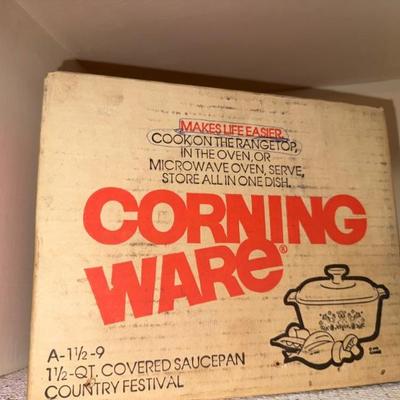 MAKES LIFE EASIER.
COOK ON THE RANGETOP,
IN THE OVEN, OR
MICROWAVE OVEN, SERVE,
STORE ALL IN ONE DISH.
CORNING
WARE®
A-1½-9
1½-QT. COVERED SAUCEPAN
COUNTRY FESTIVAL